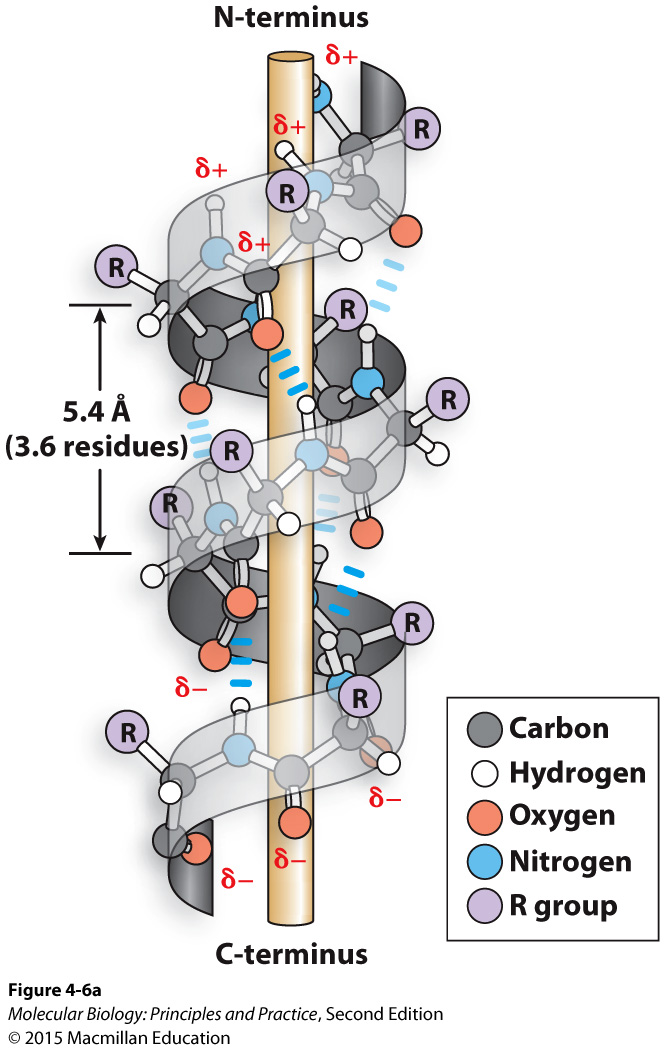 N-terminus
δ+
δ+
R
δ+
R
δ+
R
R
5.4 Å
(3.6 residues)
R
R
R
R
δ−
R
R
δ−
δ−
δ−
Carbon
Hydrogen
Oxygen
Nitrogen
R group
C-terminus
Figure 4-6a
Molecular Biology: Principles and Practice, Second Edition
© 2015 Macmillan Education